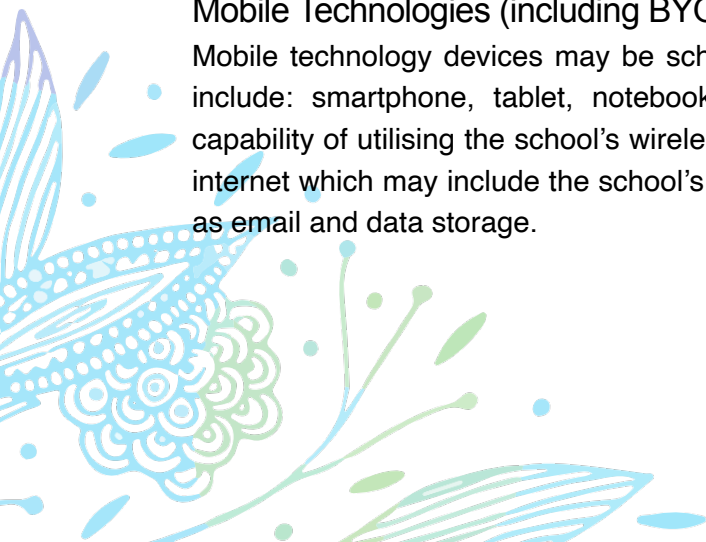 Mobile Technologies (including BYO
Mobile technology devices may be sch
include: smartphone, tablet, notebook
capability of utilising the school’s wirele
internet which may include the school’s
as email and data storage.